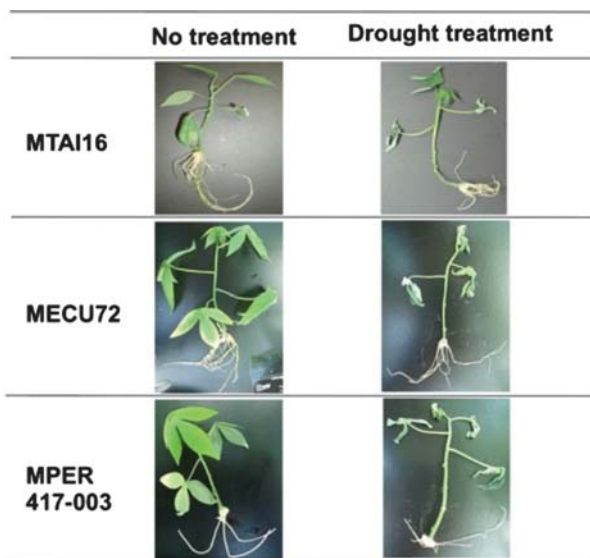 No treatment Drought treatment
MTAI16
MECU72
MPER
417-003